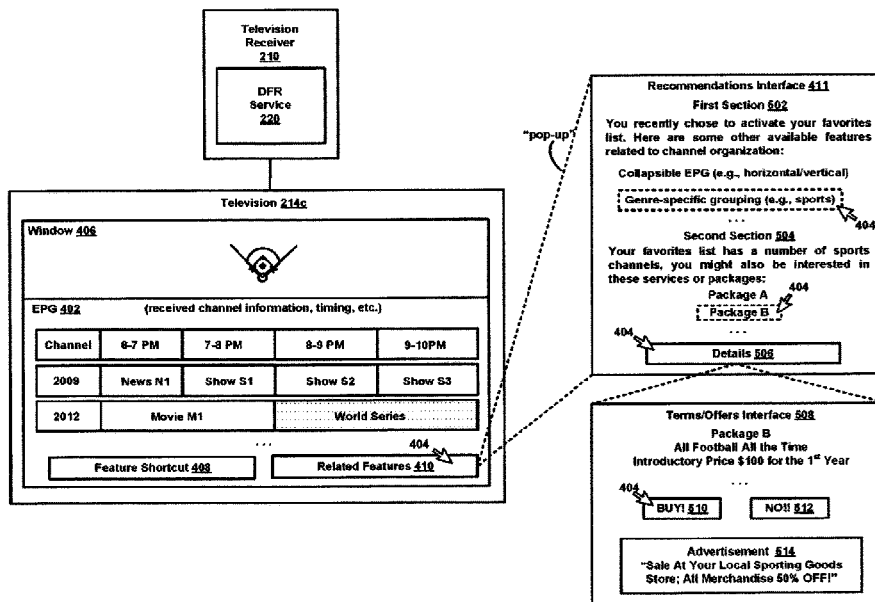 Television
Receiver
210
DFR
Service
220
Television 214c
Window 406
EPG 402 (received channel information, timing, etc.)
Channel 6-7 PM 7-8 PM 8-9 PM 9-10PM
2009 News N1 Show S1 Show S2 Show S3
2012 Movie M1 World Series
...
404
Feature Shortcut 408 Related Features 410
"pop-up"
Recommendations Interface 411
First Section 502
You recently chose to activate your favorites
list. Here are some other available features
related to channel organization:
Collapsible EPG (e.g., horizontal/vertical)
Genre-specific grouping (e.g., sports)
404
...
Second Section 504
Your favorites list has a number of sports
channels, you might also be interested in
these services or packages:
Package A
404
Package B
404
...
Details 506
Terms/Offers Interface 508
Package B
All Football All the Time
Introductory Price $100 for the 1st Year
...
404
BUY! 510 NO!! 512
Advertisement 514
"Sale At Your Local Sporting Goods
Store; All Merchandise 50% OFF!"